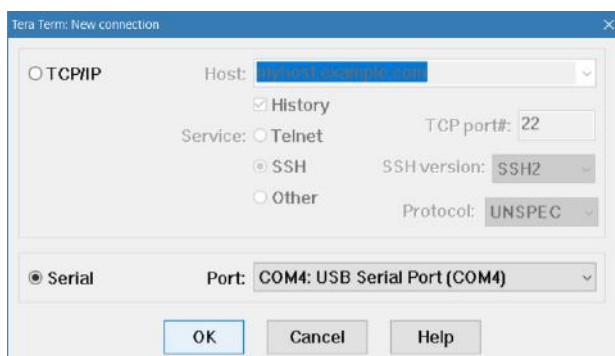 Tera Term: New connection
TCP/IP Host: myhost.example.com
History
Service: Telnet TCP port#: 22
SSH SSH version: SSH2
Other Protocol: UNSPEC
Serial Port: COM4: USB Serial Port (COM4)
OK Cancel Help